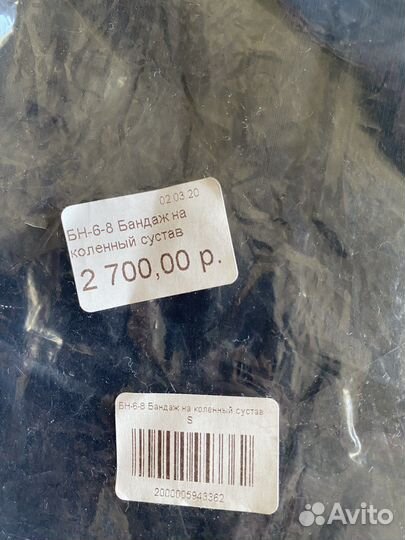 02.03.20
БН-6-8 Бандаж на
коленный сустав
2 700,00 р.
БН-6-8 Бандаж на коленный сустав
S
2000005943362
Avito